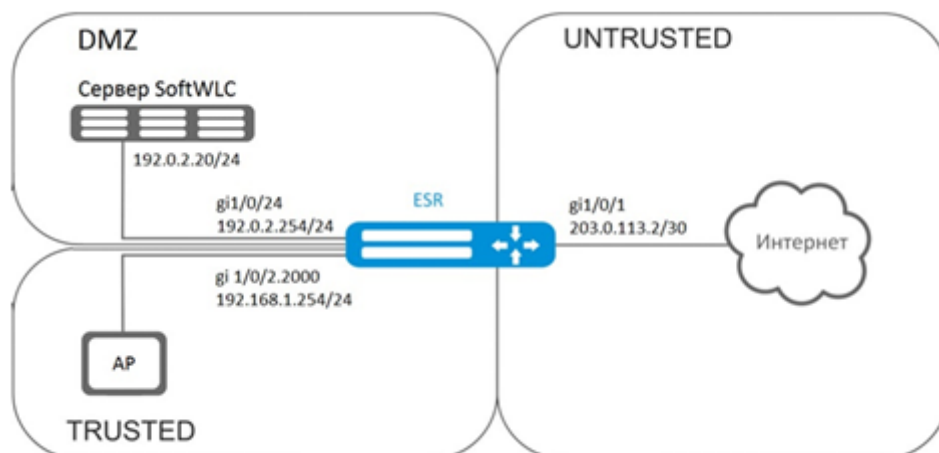 DMZ
UNTRUSTED
Сервер SoftWLC
192.0.2.20/24
gi1/0/24
192.0.2.254/24
ESR
gi1/0/1
203.0.113.2/30
Интернет
gi 1/0/2.2000
192.168.1.254/24
AP
TRUSTED